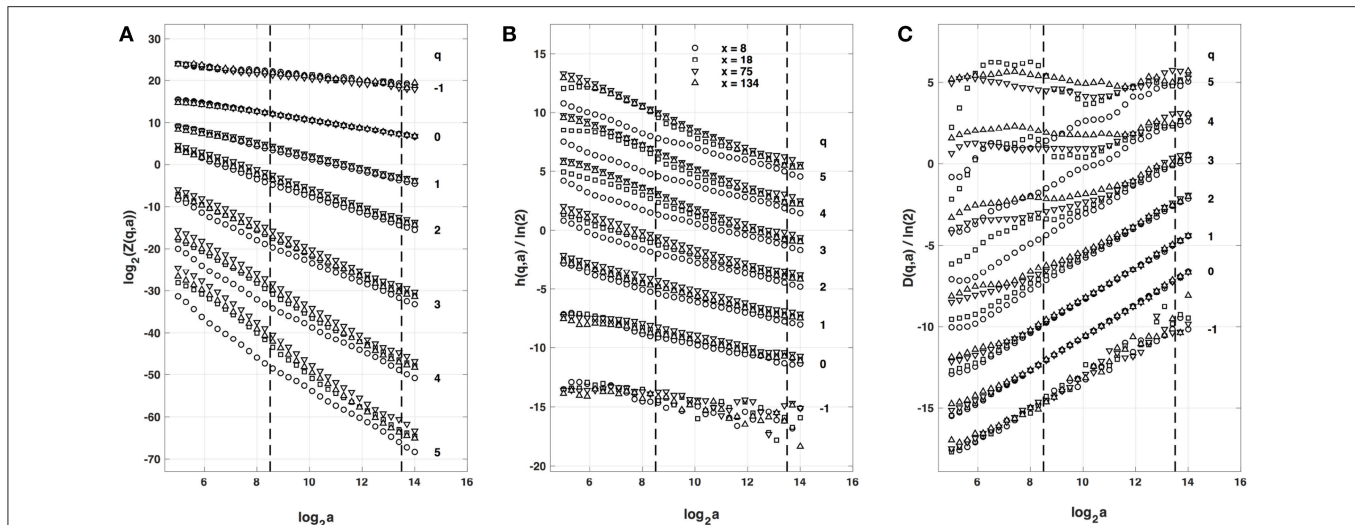 A
30
20
10
0
-10
-20
-30
-40
-50
-60
-70
6 8 10 12 14 16
log2a
log2(Z(q,a))
q
-1
0
1
2
3
4
5
B
15
10
5
0
-5
-10
-15
-20
6 8 10 12 14 16
log2a
h(q,a) / ln(2)
x = 8
x = 18
x = 75
x = 134
q
5
4
3
2
1
0
-1
C
5
0
-5
-10
-15
4 6 8 10 12 14 16
log2a
D(q,a) / ln(2)
q
5
4
3
2
1
0
-1